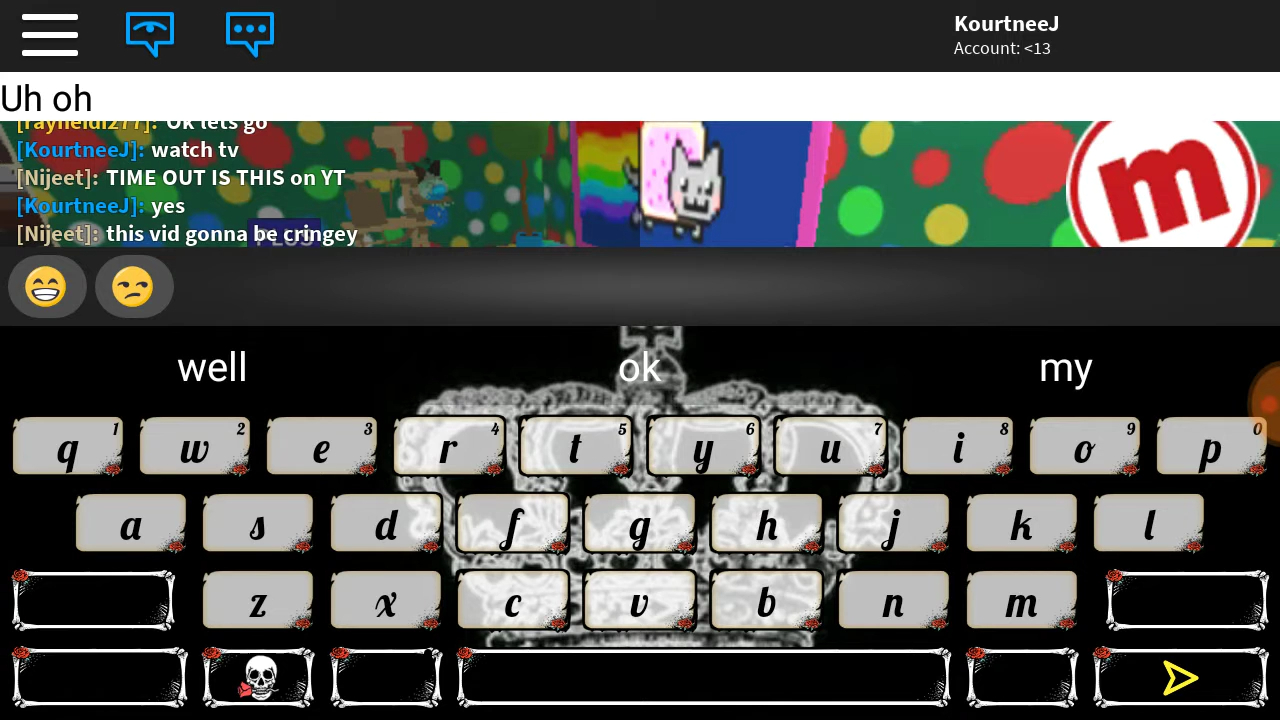 KourtneeJ
Account: <13
Uh oh
Ok lets go
[KourtneeJ]: watch tv
[Nijeet]: TIME OUT IS THIS on YT
[KourtneeJ]: yes
[Nijeet]: this vid gonna be cringey
PLUS
m
well ok my
q 1 w 2 e 3 r 4 t 5 y 6 u 7 i 8 o 9 p 0
a s d f g h j k l
z x c v b n m